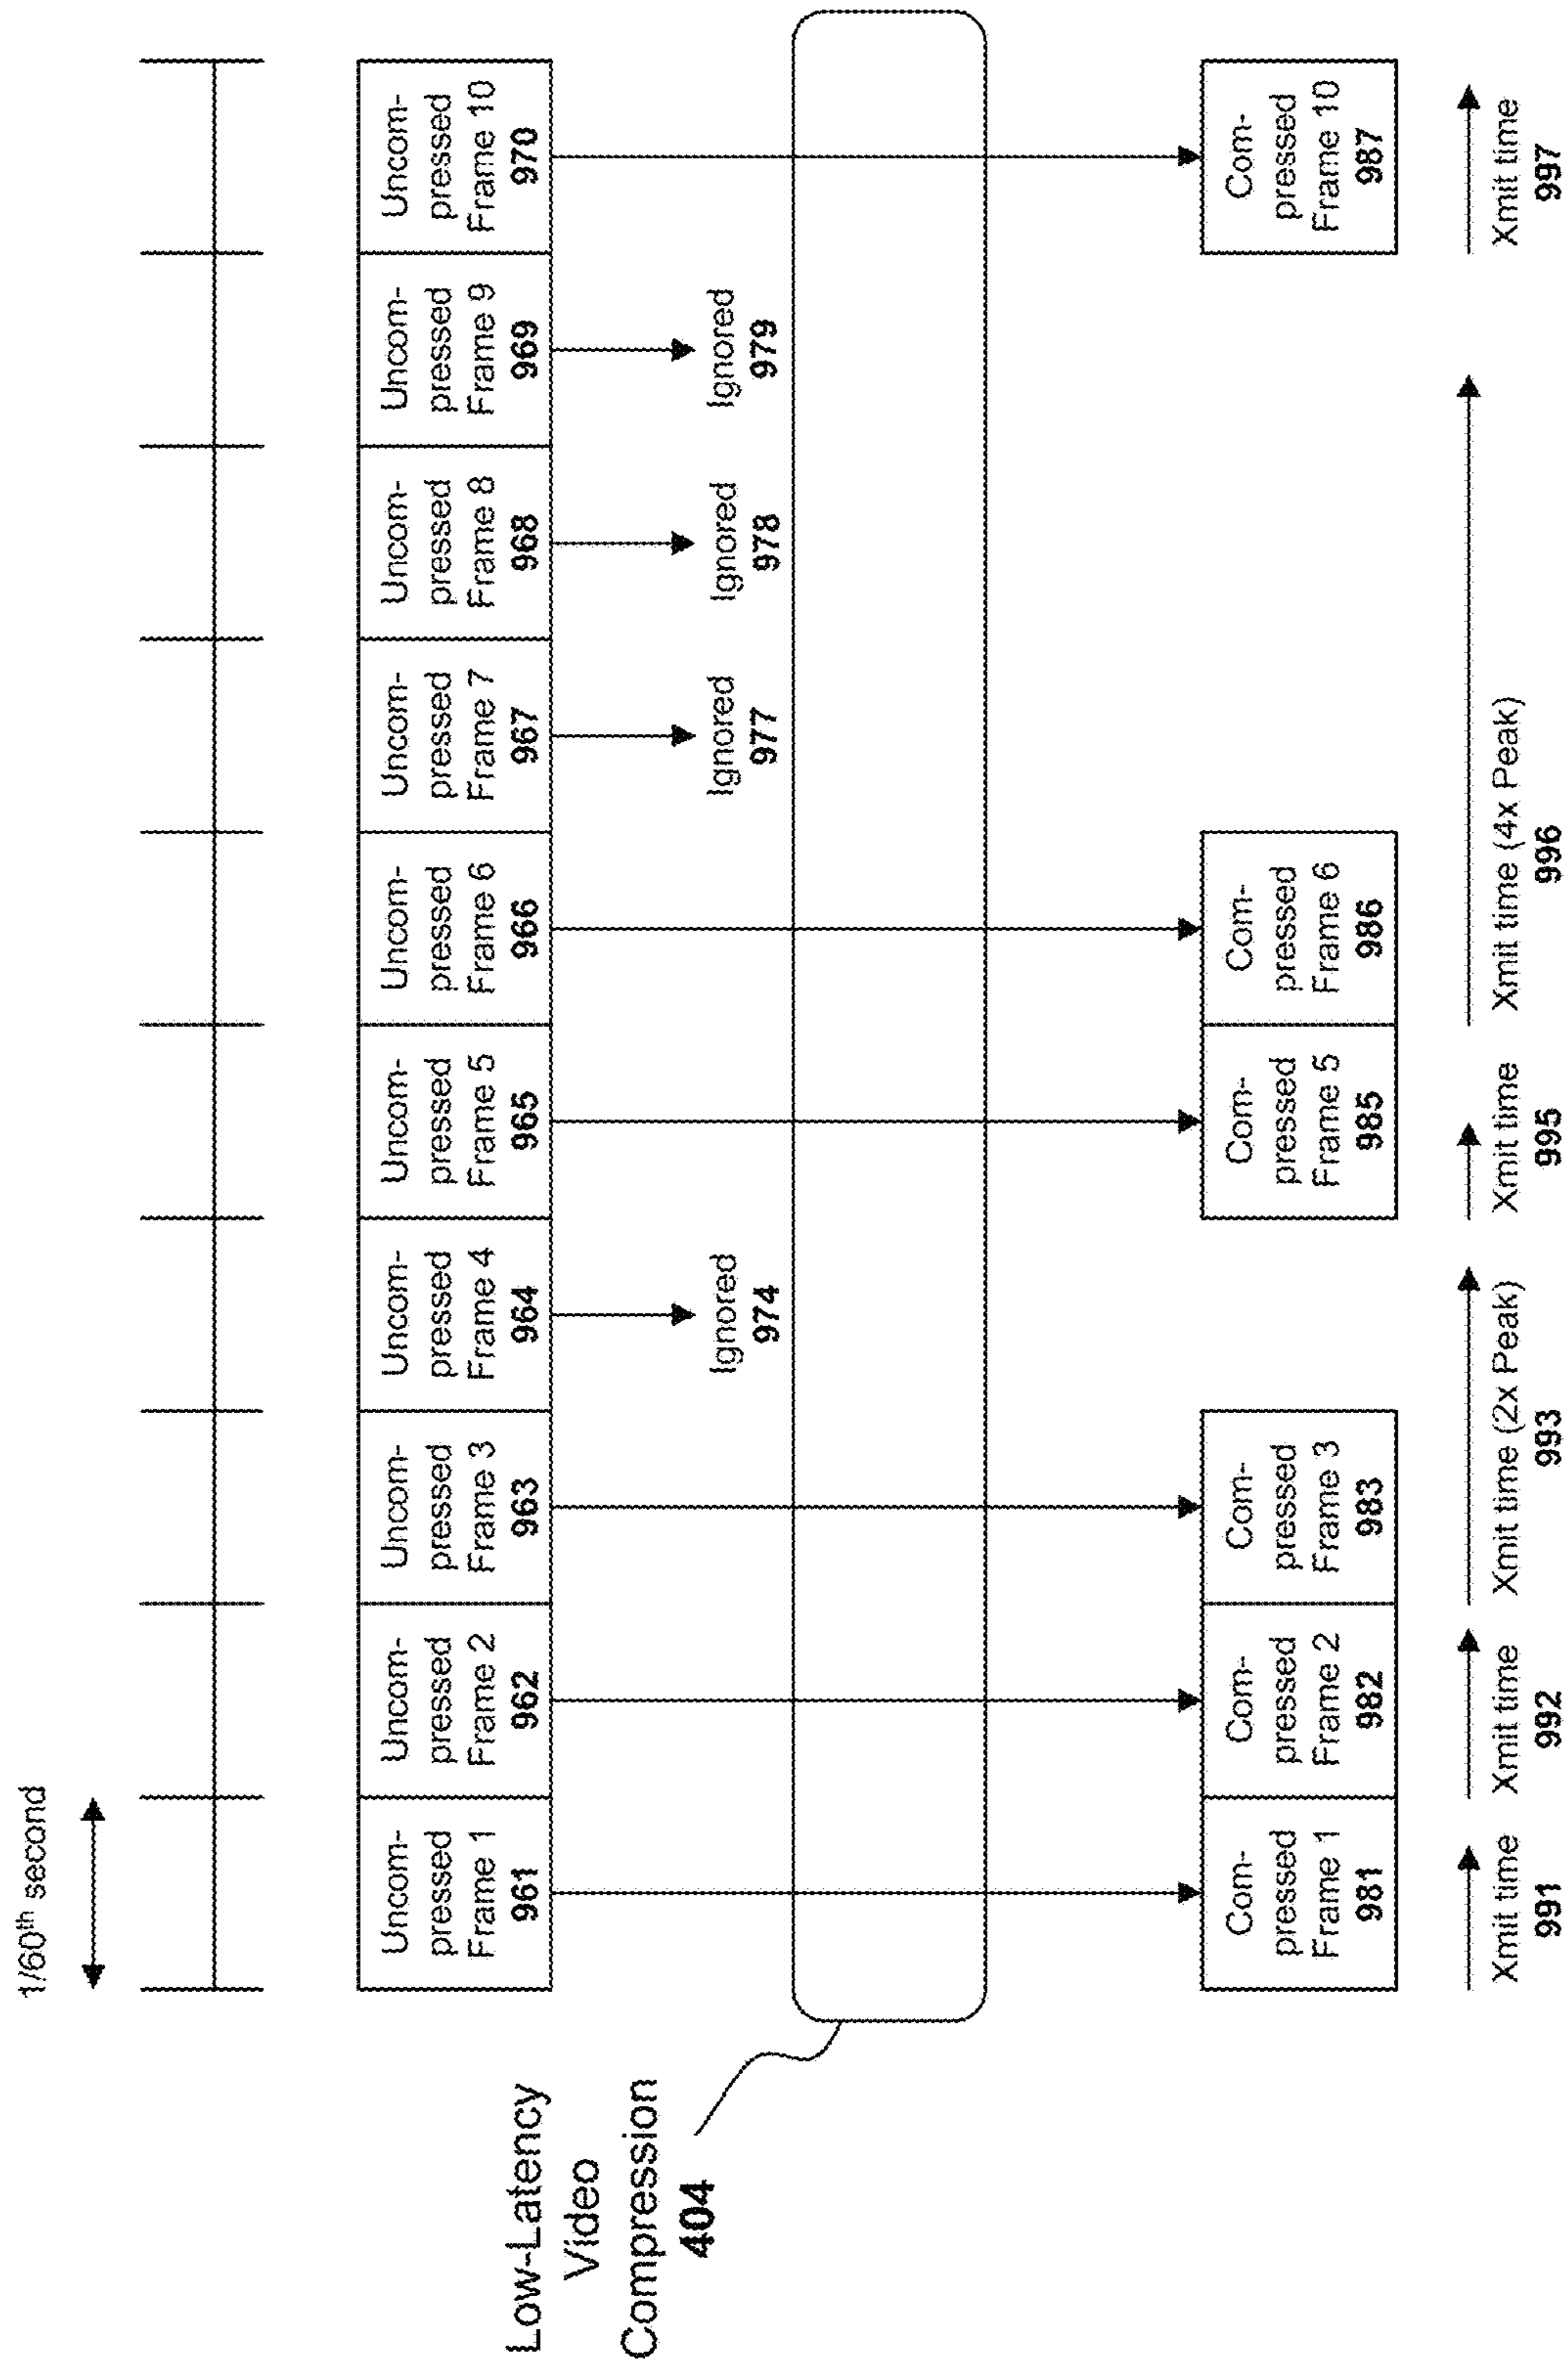 1/60th second
Uncom-
pressed
Frame 1
961
Uncom-
pressed
Frame 2
962
Uncom-
pressed
Frame 3
963
Uncom-
pressed
Frame 4
964
Uncom-
pressed
Frame 5
965
Uncom-
pressed
Frame 6
966
Uncom-
pressed
Frame 7
967
Uncom-
pressed
Frame 8
968
Uncom-
pressed
Frame 9
969
Uncom-
pressed
Frame 10
970
Ignored
974
Ignored
977
Ignored
978
Ignored
979
Low-Latency
Video
Compression
404
Com-
pressed
Frame 1
981
Com-
pressed
Frame 2
982
Com-
pressed
Frame 3
983
Com-
pressed
Frame 5
985
Com-
pressed
Frame 6
986
Com-
pressed
Frame 10
987
Xmit time
991
Xmit time
992
Xmit time (2x Peak)
993
Xmit time
995
Xmit time (4x Peak)
996
Xmit time
997